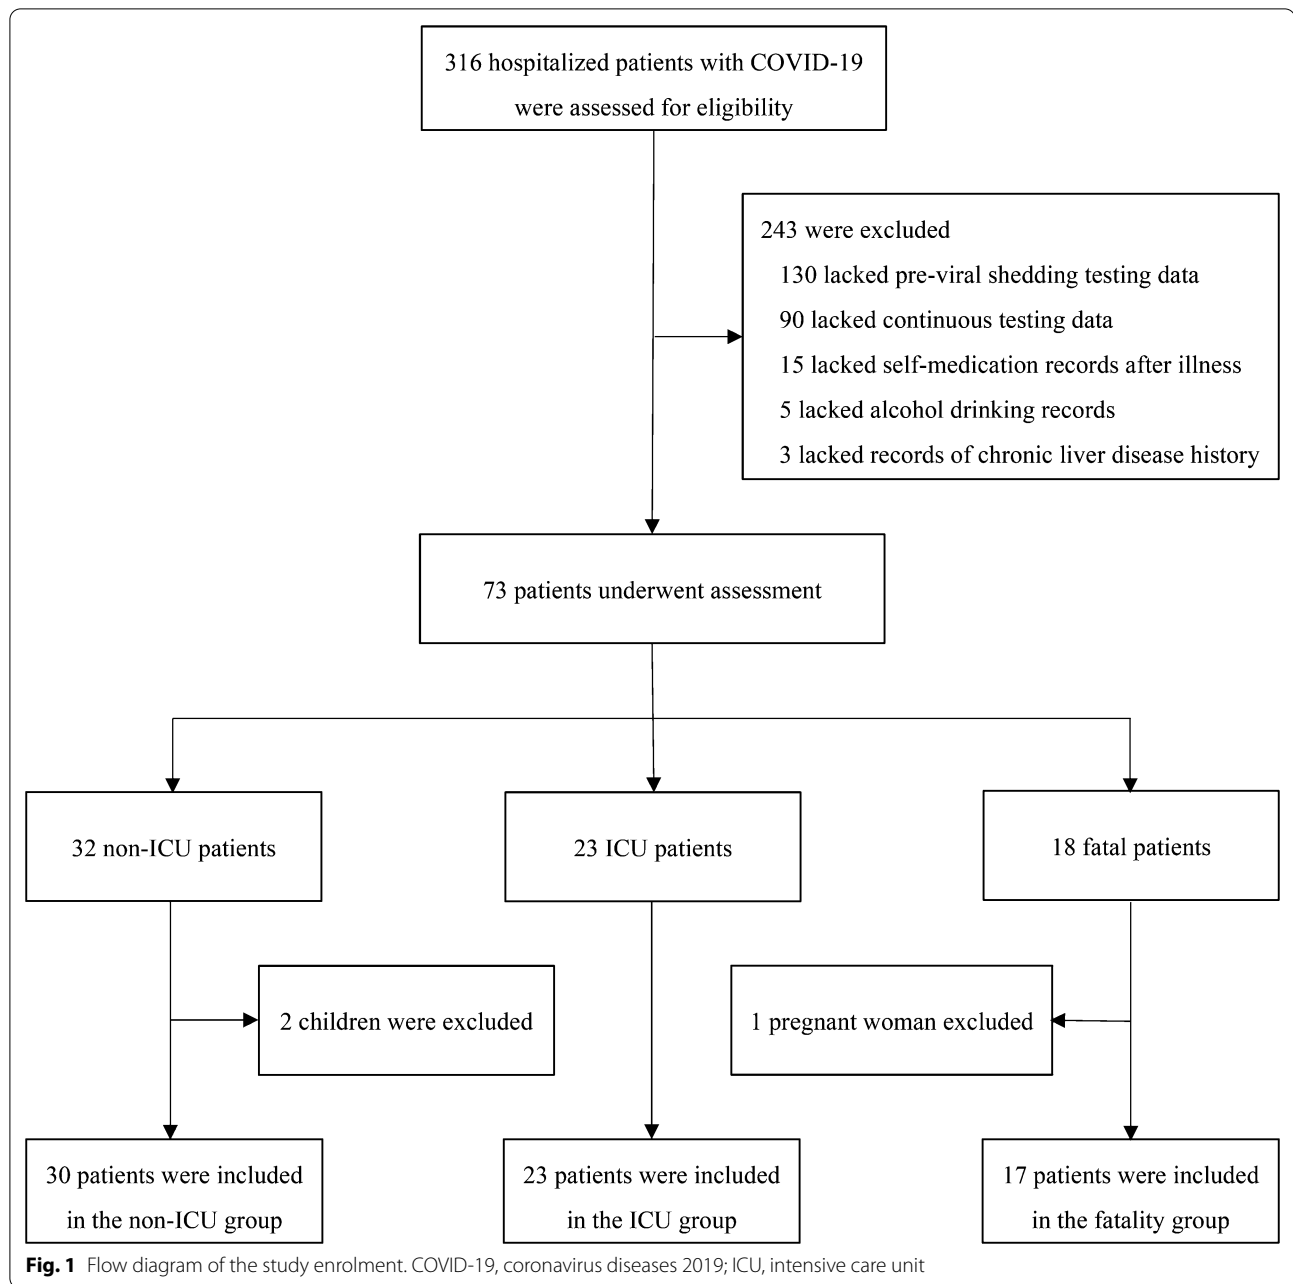 316 hospitalized patients with COVID-19
were assessed for eligibility
243 were excluded
130 lacked pre-viral shedding testing data
90 lacked continuous testing data
15 lacked self-medication records after illness
5 lacked alcohol drinking records
3 lacked records of chronic liver disease history
73 patients underwent assessment
32 non-ICU patients
23 ICU patients
18 fatal patients
2 children were excluded
1 pregnant woman excluded
30 patients were included
in the non-ICU group
23 patients were included
in the ICU group
17 patients were included
in the fatality group
Fig. 1 Flow diagram of the study enrolment. COVID-19, coronavirus diseases 2019; ICU, intensive care unit